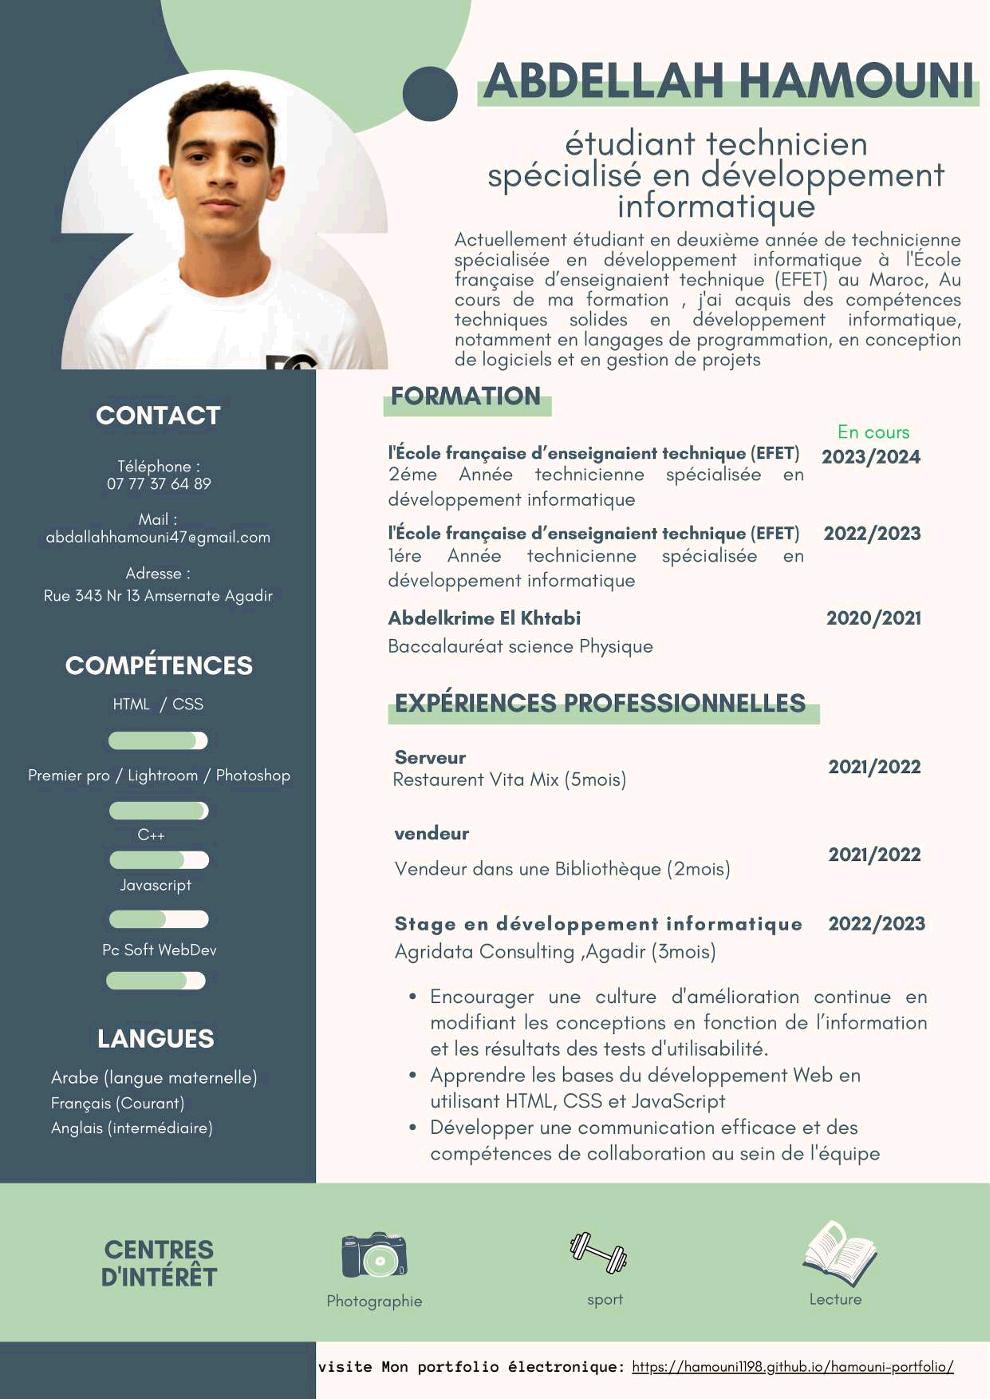 ABDELLAH HAMOUNI
étudiant technicien
spécialisé en développement
informatique
Actuellement étudiant en deuxième année de technicienne
spécialisée en développement informatique à l'École
française d’enseignaient technique (EFET) au Maroc, Au
cours de ma formation , j'ai acquis des compétences
techniques solides en développement informatique,
notamment en langages de programmation, en conception
de logiciels et en gestion de projets
CONTACT
Téléphone :
07 77 37 64 89
Mail :
abdallahhamouni47@gmail.com
Adresse :
Rue 343 Nr 13 Amsernate Agadir
COMPÉTENCES
HTML / CSS
Premier pro / Lightroom / Photoshop
C++
Javascript
Pc Soft WebDev
LANGUES
Arabe (langue maternelle)
Français (Courant)
Anglais (intermédiaire)
FORMATION
En cours
l'École française d’enseignaient technique (EFET) 2023/2024
2éme Année technicienne spécialisée en
développement informatique
l'École française d’enseignaient technique (EFET) 2022/2023
1ére Année technicienne spécialisée en
développement informatique
Abdelkrime El Khtabi 2020/2021
Baccalauréat science Physique
EXPÉRIENCES PROFESSIONNELLES
Serveur
Restaurent Vita Mix (5mois) 2021/2022
vendeur
Vendeur dans une Bibliothèque (2mois) 2021/2022
Stage en développement informatique 2022/2023
Agridata Consulting ,Agadir (3mois)
• Encourager une culture d'amélioration continue en
modifiant les conceptions en fonction de l’information
et les résultats des tests d'utilisabilité.
• Apprendre les bases du développement Web en
utilisant HTML, CSS et JavaScript
• Développer une communication efficace et des
compétences de collaboration au sein de l'équipe
CENTRES
D'INTÉRÊT
Photographie
sport
Lecture
visite Mon portfolio électronique: https://hamouni1198.github.io/hamouni-portfolio/